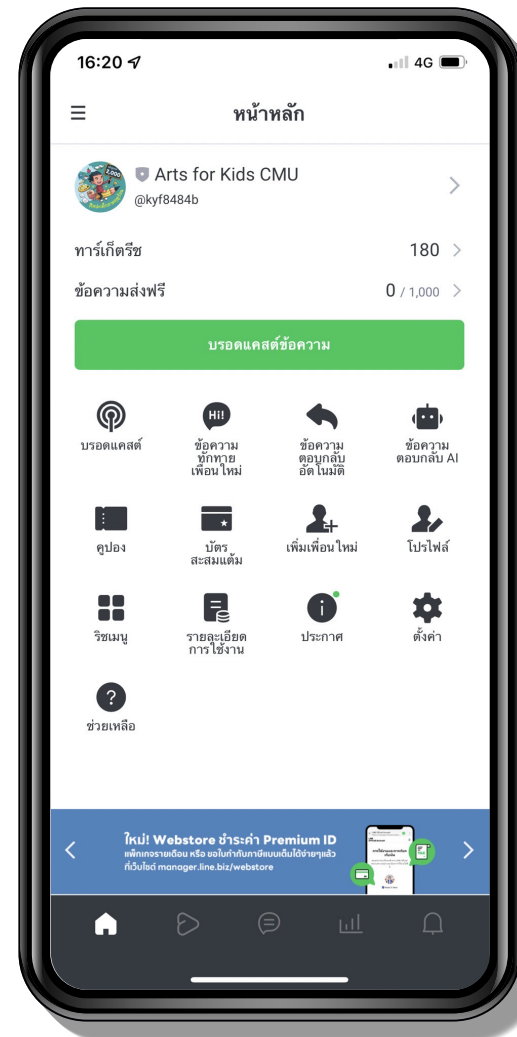 16:20
4G
หน้าหลัก
Arts for Kids CMU
@kyf8484b
ทาร์เก็ตรีช 180
ข้อความส่งฟรี 0 / 1,000
บรอดแคสต์ข้อความ
Hi!
บรอดแคสต์
ข้อความ
ทักทาย
เพื่อนใหม่
ข้อความ
ตอบกลับ
อัตโนมัติ
ข้อความ
ตอบกลับ AI
คูปอง
บัตร
สะสมแต้ม
เพิ่มเพื่อนใหม่
โปรไฟล์
ริชเมนู
รายละเอียด
การใช้งาน
ประกาศ
ตั้งค่า
ช่วยเหลือ
ใหม่! Webstore ชำระค่า Premium ID
แพ็กเกจรายเดือน หรือ ขอใบกำกับภาษีแบบเต็มได้ง่ายๆแล้ว
ที่เว็บไซต์ manager.line.biz/webstore